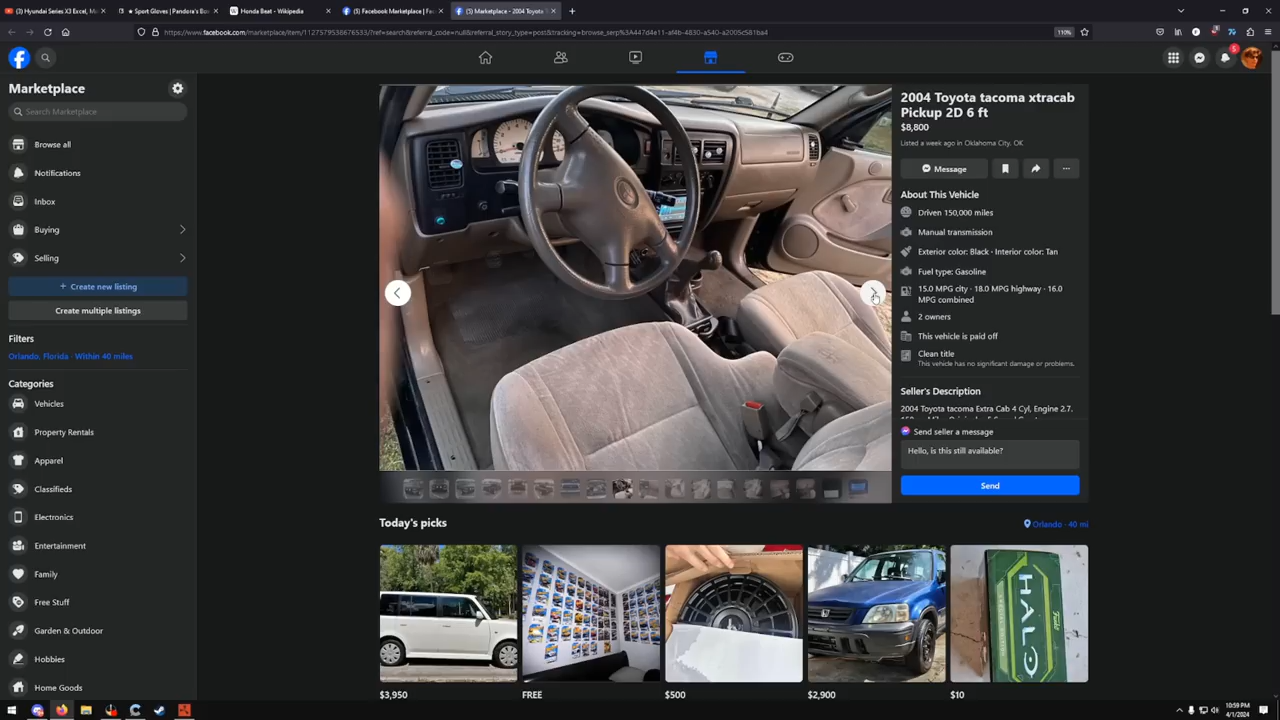 (3) Hyundai Series X3 Excel, M
Sport Gloves | Pandora's Bo
Honda Beat - Wikipedia
(5) Facebook Marketplace | Fa
(5) Marketplace - 2004 Toyota T
110%
Marketplace
Search Marketplace
Browse all
Notifications
Inbox
Buying
Selling
+ Create new listing
Create multiple listings
Filters
Orlando, Florida · Within 40 miles
Categories
Vehicles
Property Rentals
Apparel
Classifieds
Electronics
Entertainment
Family
Free Stuff
Garden & Outdoor
Hobbies
Home Goods
2004 Toyota tacoma xtracab
Pickup 2D 6 ft
$8,800
Listed a week ago in Oklahoma City, OK
Message
About This Vehicle
Driven 150,000 miles
Manual transmission
Exterior color: Black · Interior color: Tan
Fuel type: Gasoline
15.0 MPG city · 18.0 MPG highway · 16.0
MPG combined
2 owners
This vehicle is paid off
Clean title
This vehicle has no significant damage or problems.
Seller's Description
2004 Toyota tacoma Extra Cab 4 Cyl, Engine 2.7.
Send seller a message
Hello, is this still available?
Send
Today's picks
Orlando · 40 mi
HALO
$3,950
FREE
$500
$2,900
$10
10:59 PM
4/1/2024